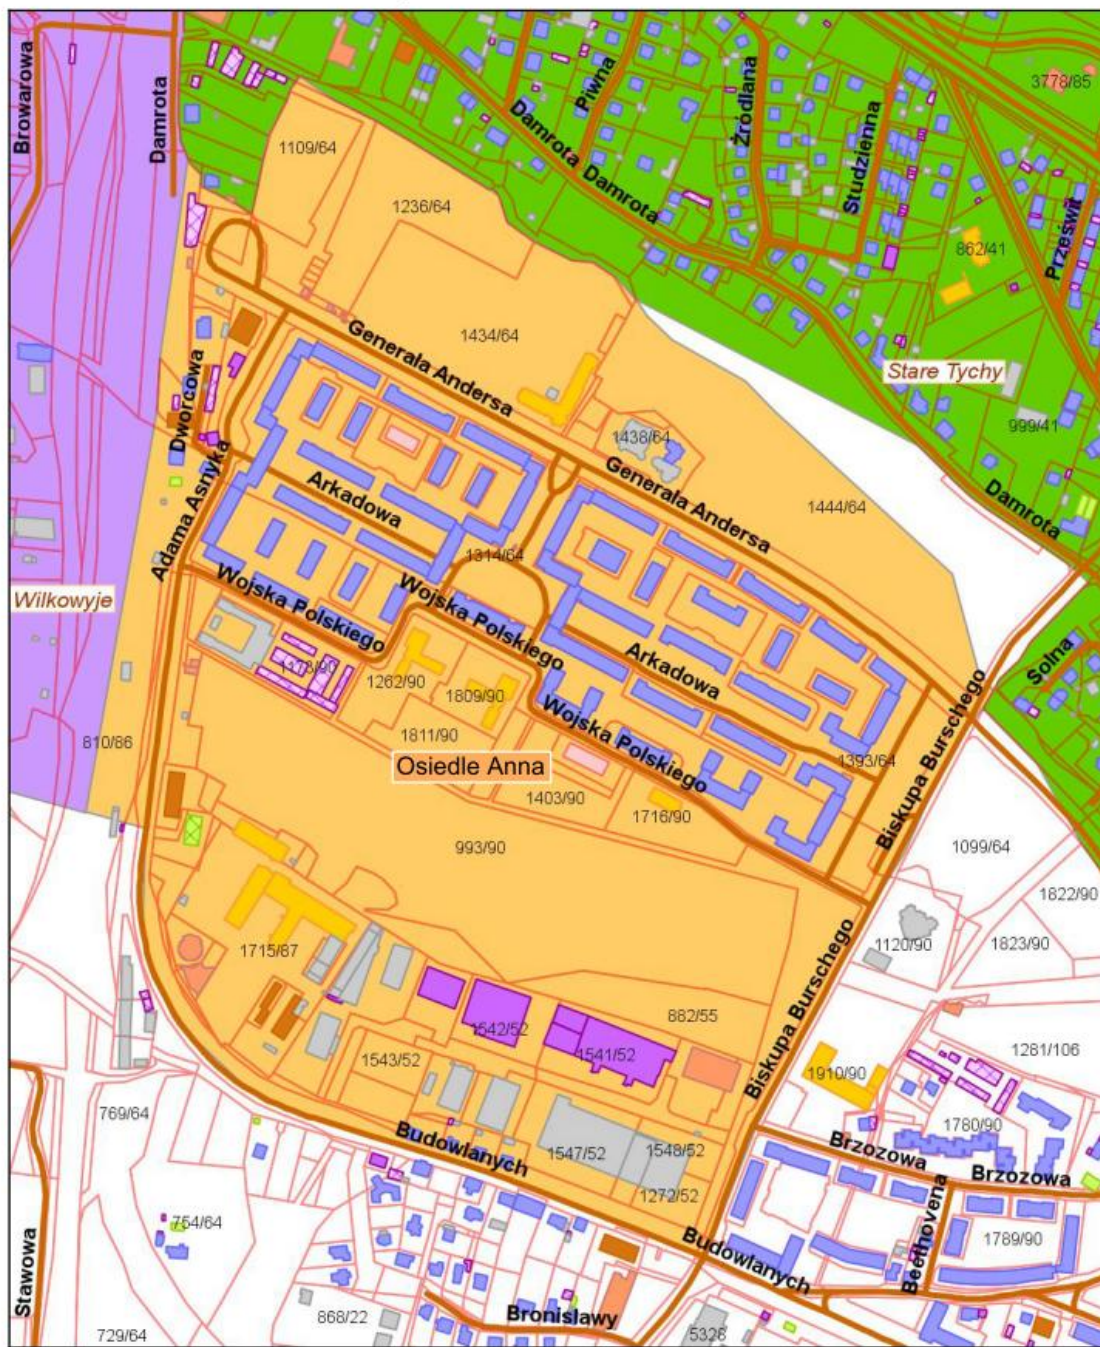 Browarowa
Damrota
Piwna
Źródlana
Studzienna
3778/85
1109/64
Damrota
Damrota
1236/64
862/41
Prześwit
1434/64
Generała Andersa
Stare Tychy
Dworcowa
999/41
1438/64
Generała Andersa
1444/64
Damrota
Adama Asnyka
Arkadowa
1314/64
Wilkowyje
Wojska Polskiego
Wojska Polskiego
Arkadowa
Solna
1178/90
1262/90
1809/90
Wojska Polskiego
1811/90
810/86
Osiedle Anna
1393/64
Biskupa Burschego
1403/90
1716/90
993/90
1099/64
1822/90
1715/87
1120/90
1823/90
Biskupa Burschego
882/55
1542/52
1541/52
1543/52
1281/106
1910/90
769/64
1780/90
Budowlanych
1547/52
1548/52
Brzozowa
Brzozowa
1272/52
754/64
Beethovena
1789/90
Budowlanych
Stawowa
868/22
Bronisławy
729/64
5328